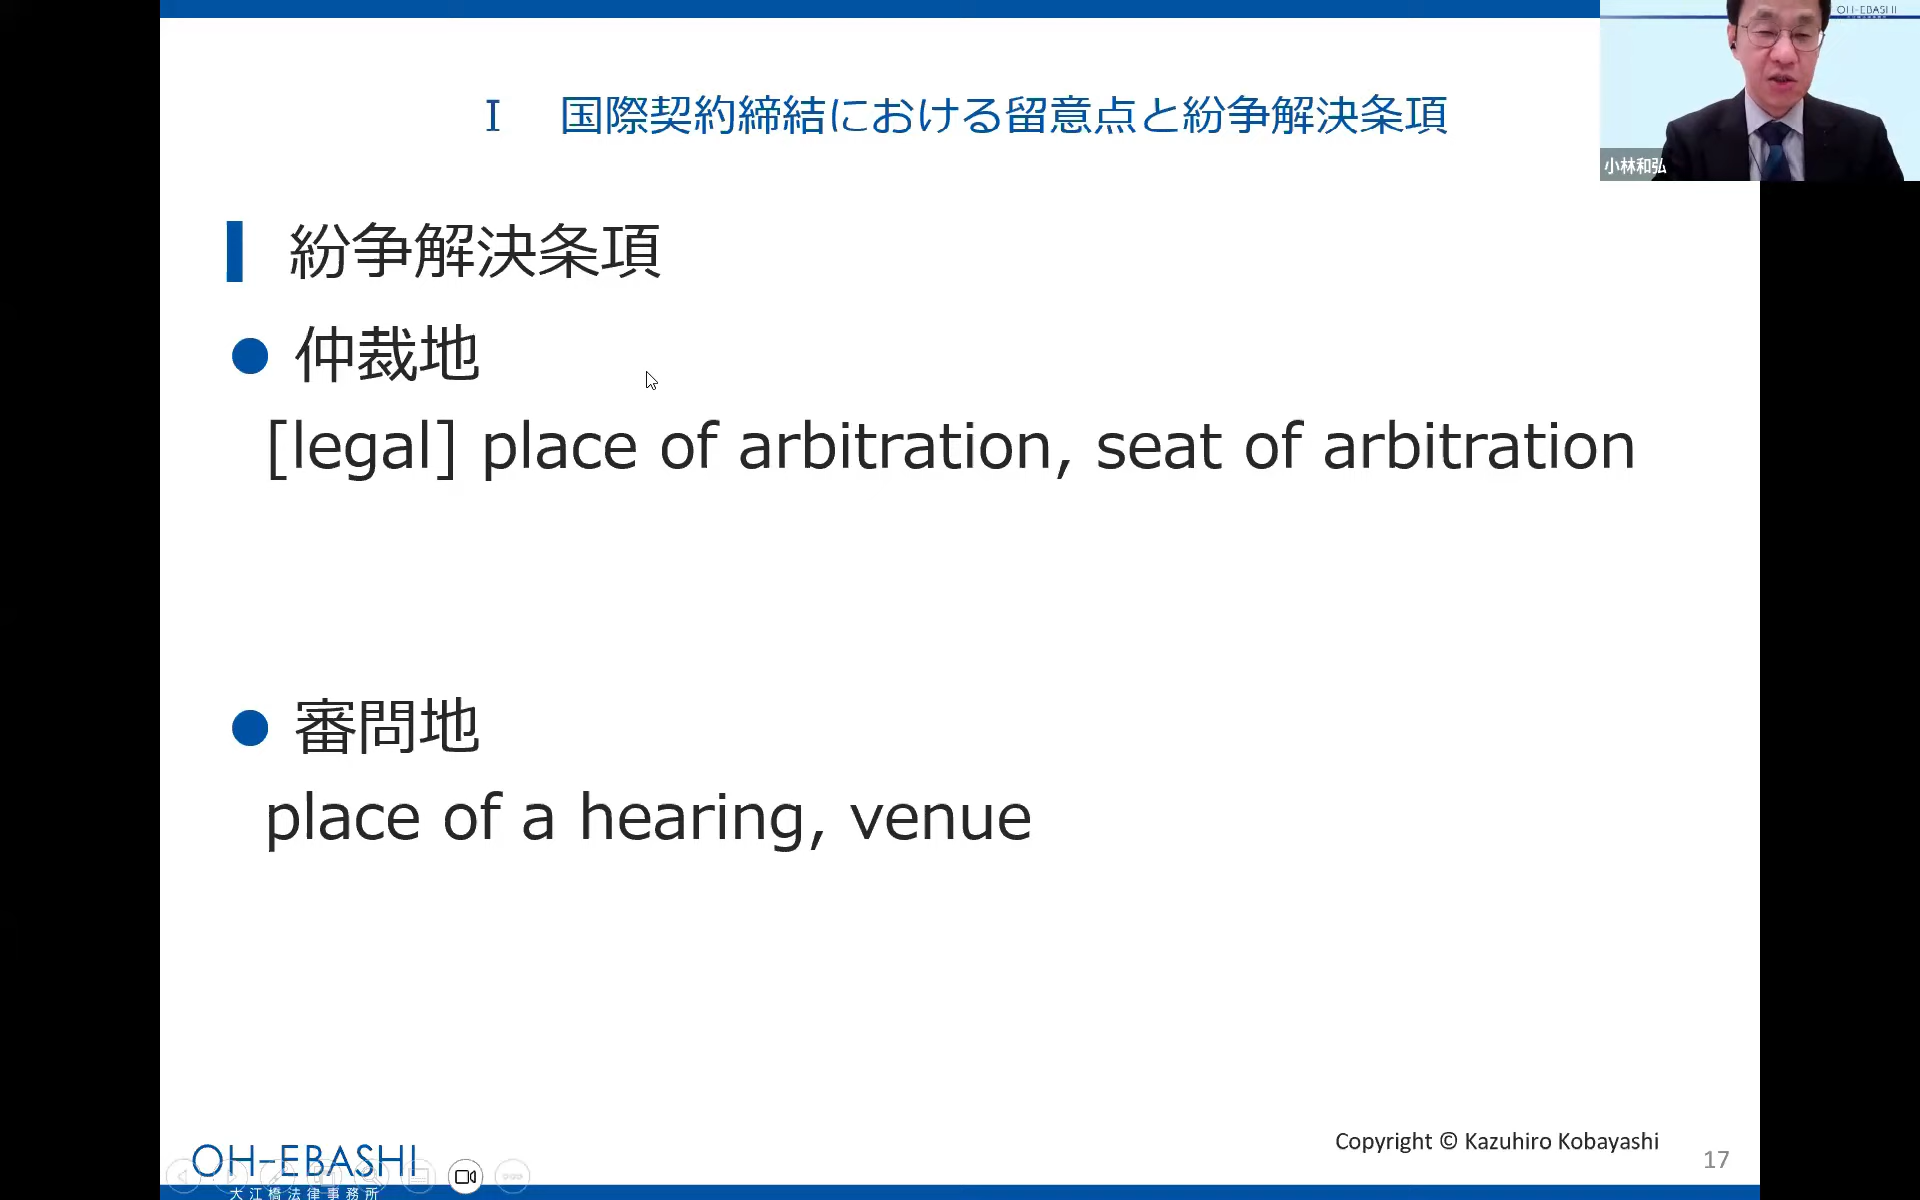 OH-EBASHI
Ⅰ 国際契約締結における留意点と紛争解決条項
小林和弘
紛争解決条項
● 仲裁地
[legal] place of arbitration, seat of arbitration
● 審問地
place of a hearing, venue
Copyright © Kazuhiro Kobayashi
17
OH-EBASHI
大江橋法律事務所